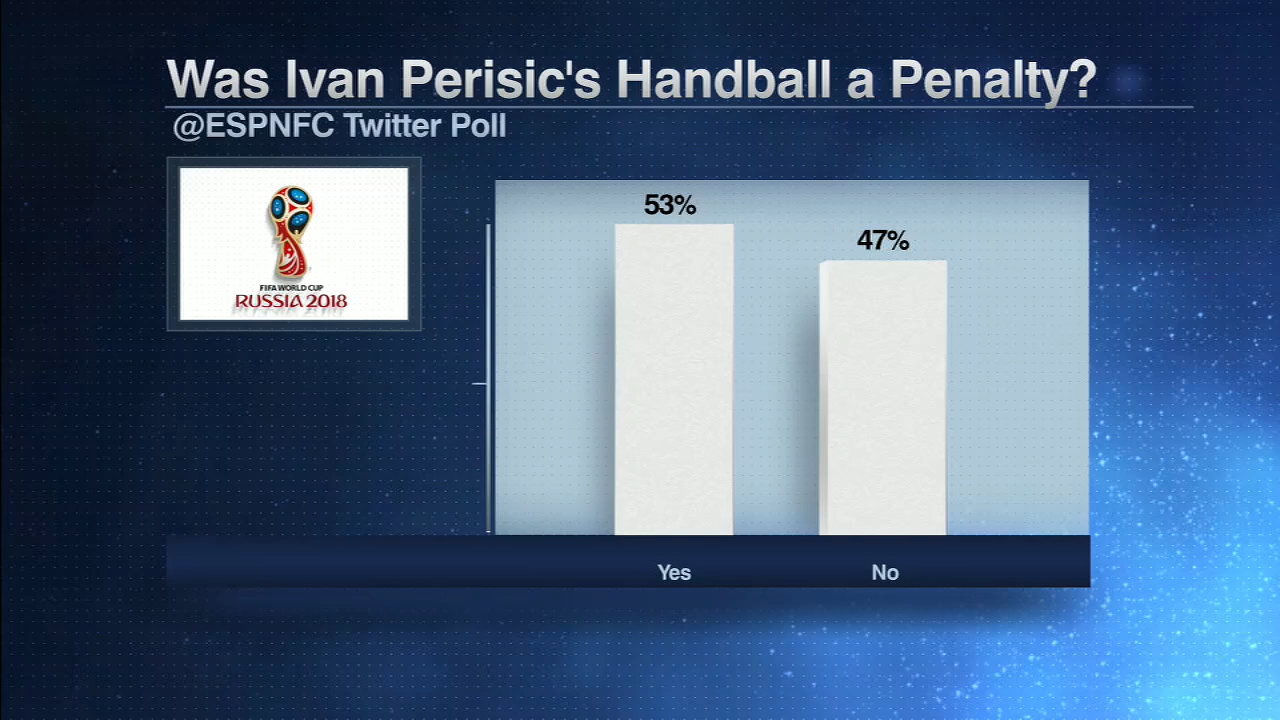 Was Ivan Perisic's Handball a Penalty?
@ESPNFC Twitter Poll
FIFA WORLD CUP
RUSSIA 2018
53%
47%
Yes
No